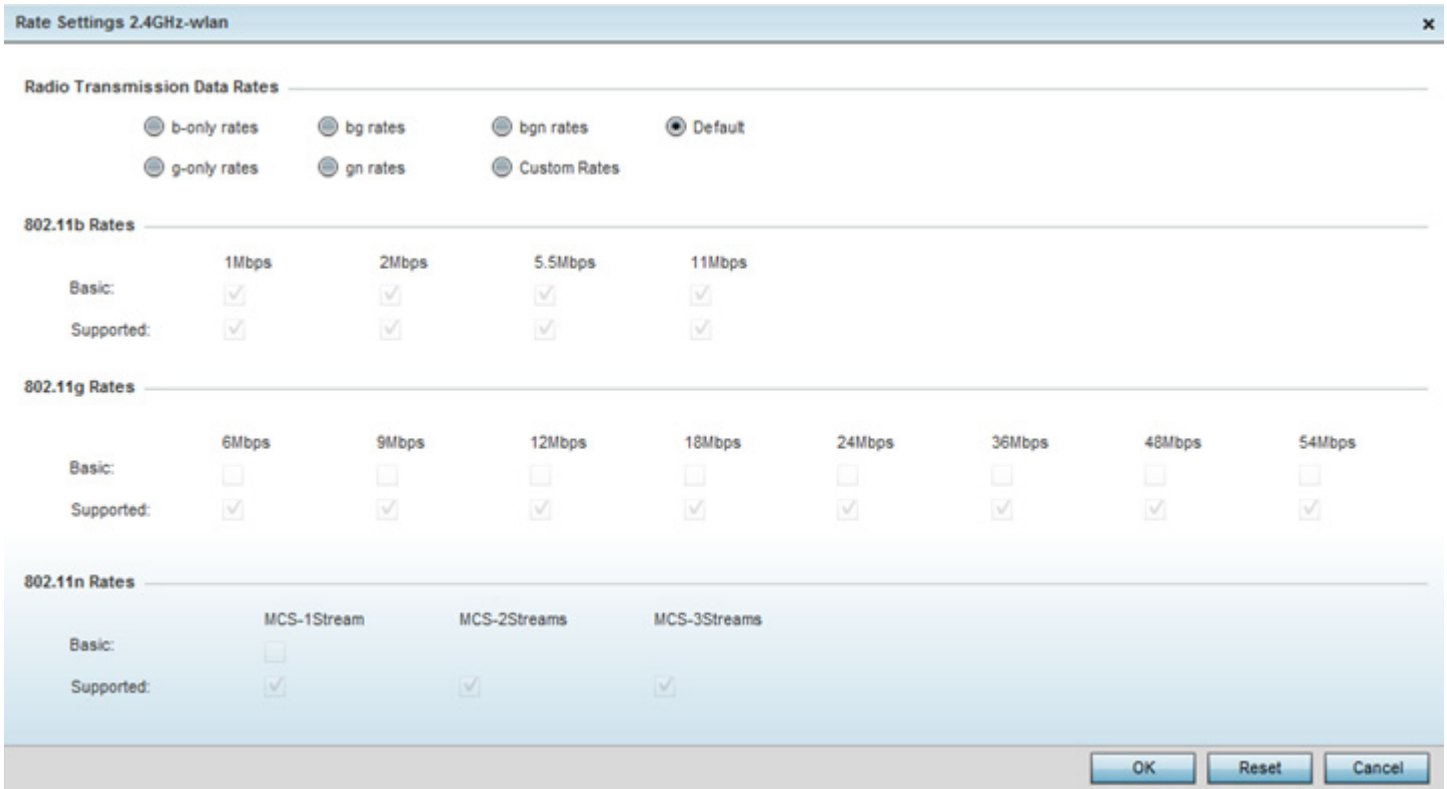 Rate Settings 2.4GHz-wlan
Radio Transmission Data Rates
b-only rates bg rates bgn rates Default
g-only rates gn rates Custom Rates
802.11b Rates
1Mbps 2Mbps 5.5Mbps 11Mbps
Basic:
Supported:
802.11g Rates
6Mbps 9Mbps 12Mbps 18Mbps 24Mbps 36Mbps 48Mbps 54Mbps
Basic:
Supported:
802.11n Rates
MCS-1Stream MCS-2Streams MCS-3Streams
Basic:
Supported:
OK Reset Cancel